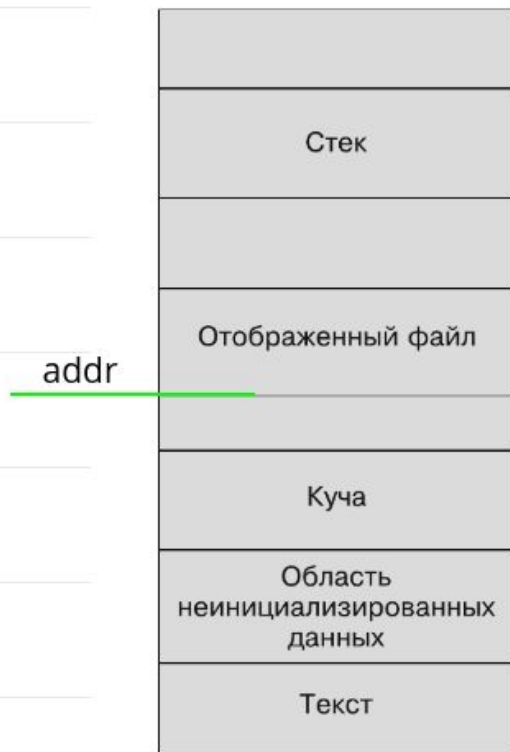 Стек
Отображенный файл
addr
Куча
Область
неинициализированных
данных
Текст